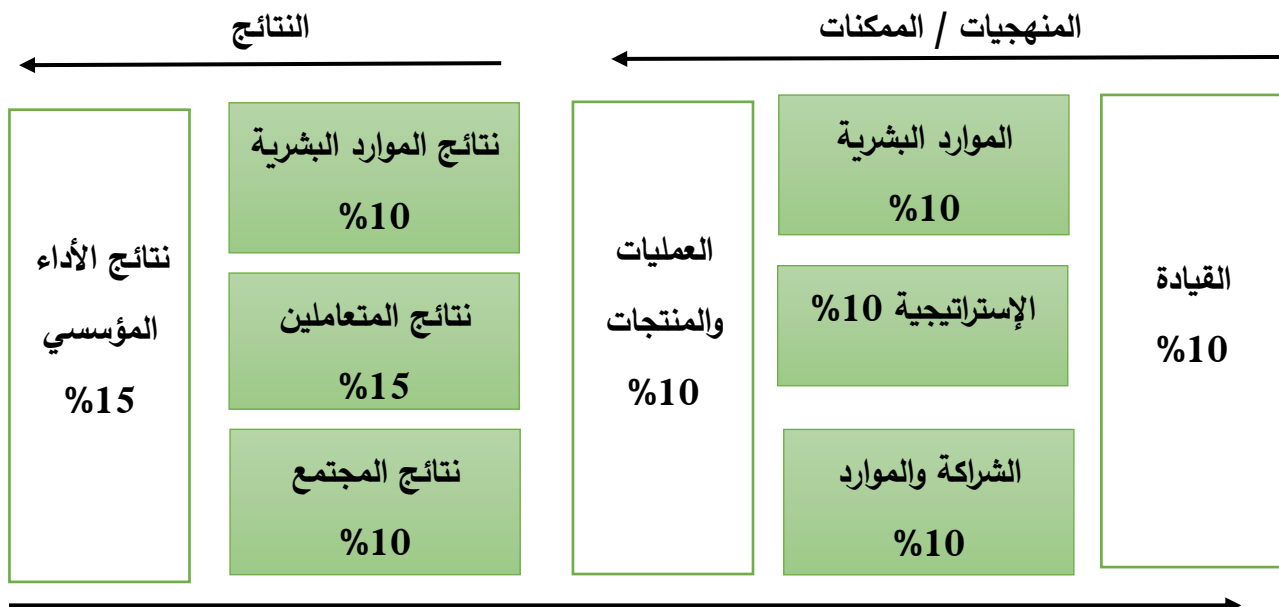 المنهجيات / الممكنات
النتائج
القيادة
%10
الموارد البشرية
%10
الإستراتيجية 10%
الشراكة والموارد
%10
العمليات
والمنتجات
%10
نتائج الموارد البشرية
%10
نتائج المتعاملين
%15
نتائج المجتمع
%10
نتائج الأداء
المؤسسي
%15